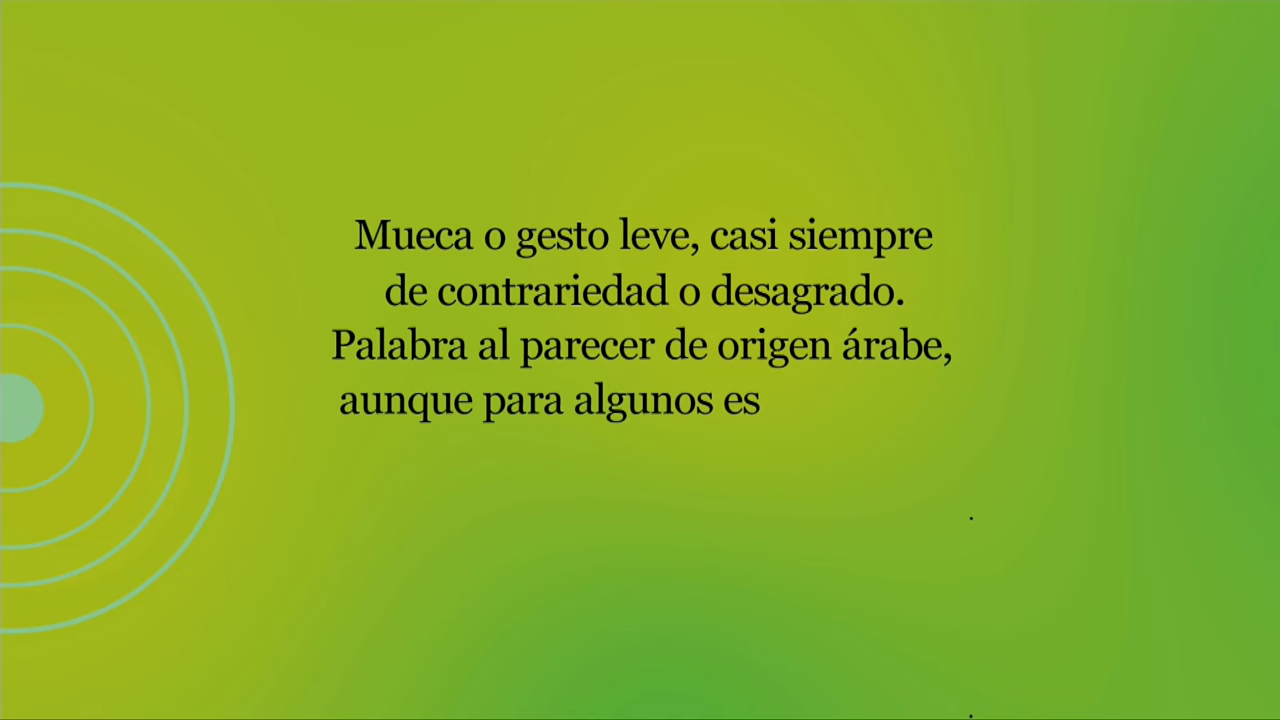 Mueca o gesto leve, casi siempre
de contrariedad o desagrado.
Palabra al parecer de origen árabe,
aunque para algunos es